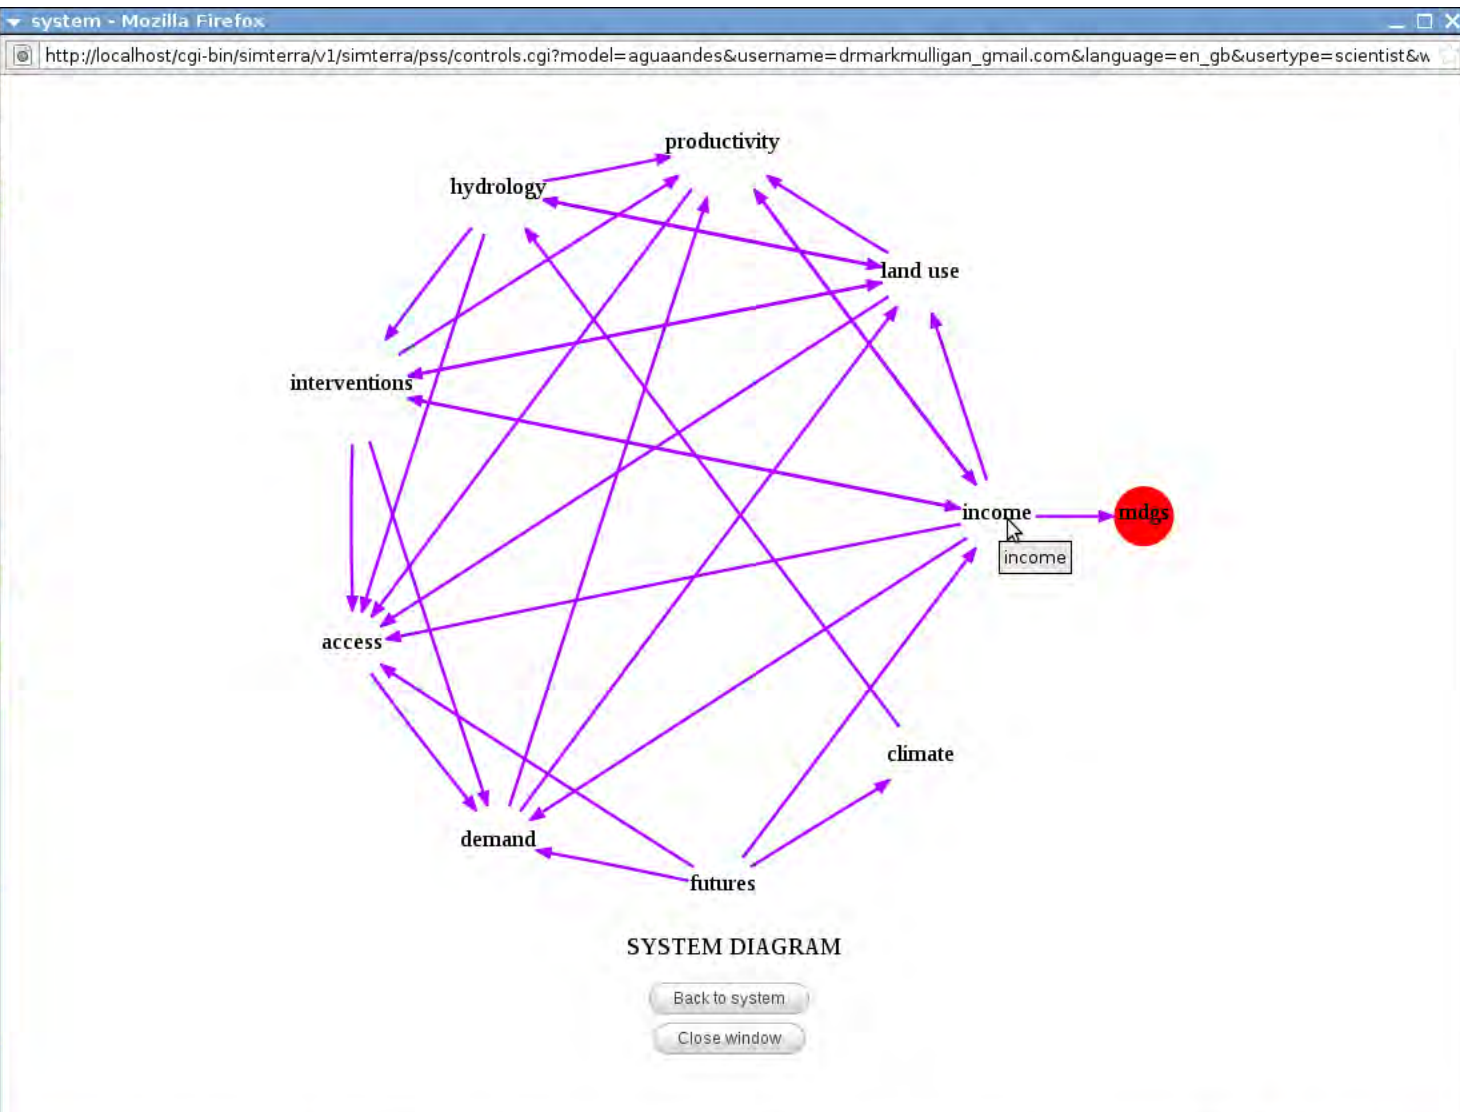 system - Mozilla Firefox
http://localhost/cgi-bin/simterra/v1/simterra/pss/controls.cgi?model=aguaandes&username=drmarkmulligan_gmail.com&language=en_gb&usertype=scientist&w
productivity
hydrology
land use
interventions
income
mdgs
income
access
climate
demand
futures
SYSTEM DIAGRAM
Back to system
Close window